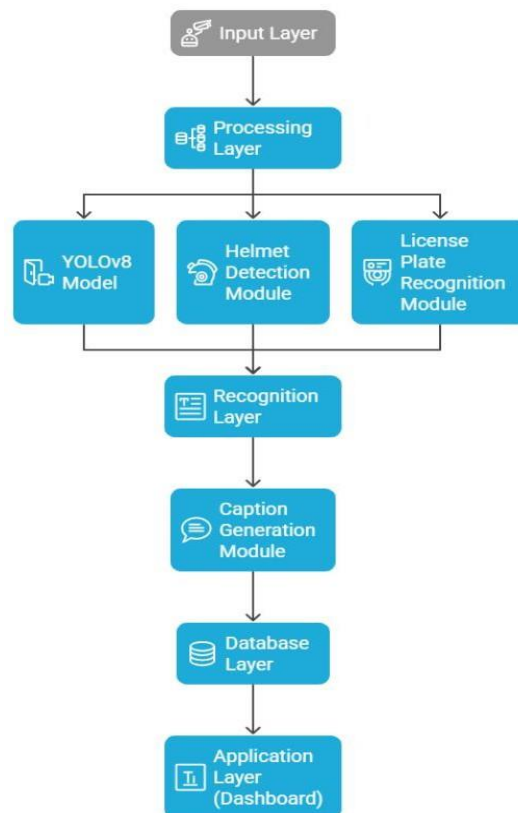 Input Layer
Processing
Layer
YOLOv8
Model
Helmet
Detection
Module
License
Plate
Recognition
Module
Recognition
Layer
Caption
Generation
Module
Database
Layer
Application
Layer
(Dashboard)